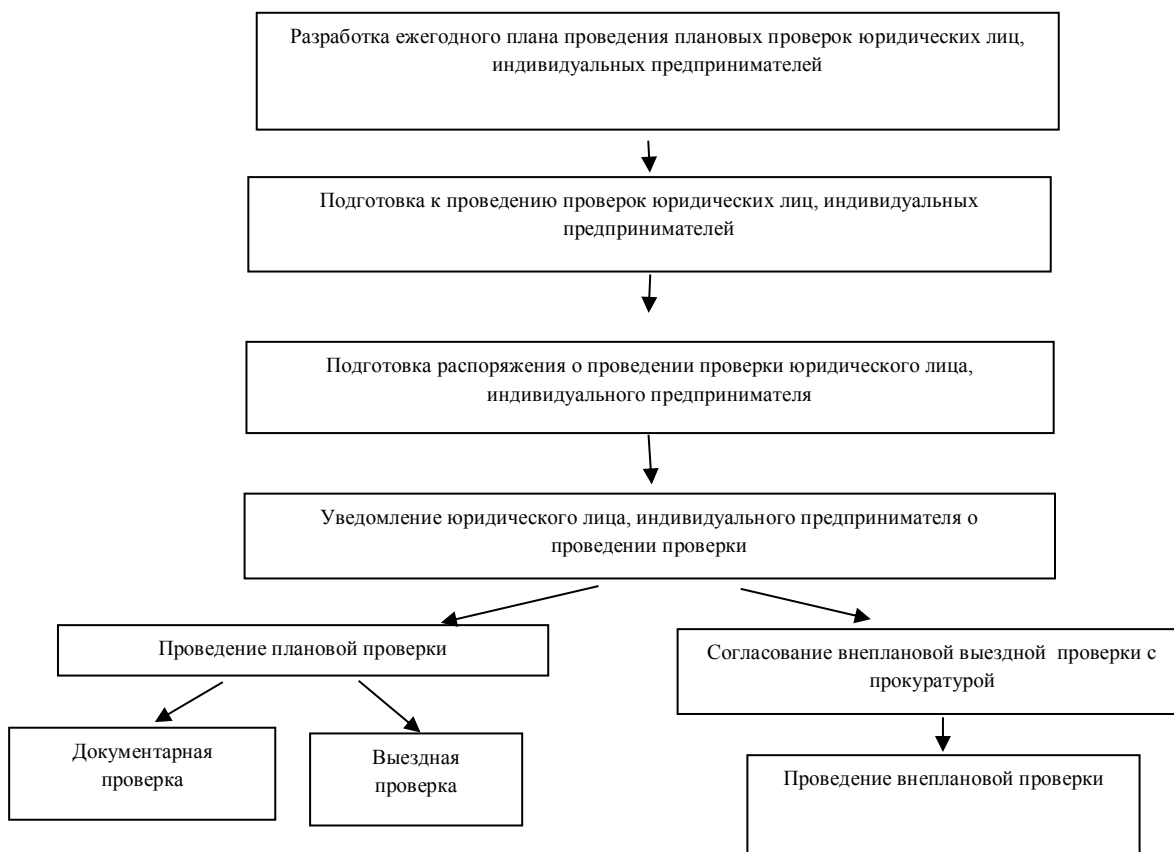 Разработка ежегодного плана проведения плановых проверок юридических лиц,
индивидуальных предпринимателей
Подготовка к проведению проверок юридических лиц, индивидуальных
предпринимателей
Подготовка распоряжения о проведении проверки юридического лица,
индивидуального предпринимателя
Уведомление юридического лица, индивидуального предпринимателя о
проведении проверки
Проведение плановой проверки
Согласование внеплановой выездной проверки с
прокуратурой
Документарная
проверка
Выездная
проверка
Проведение внеплановой проверки